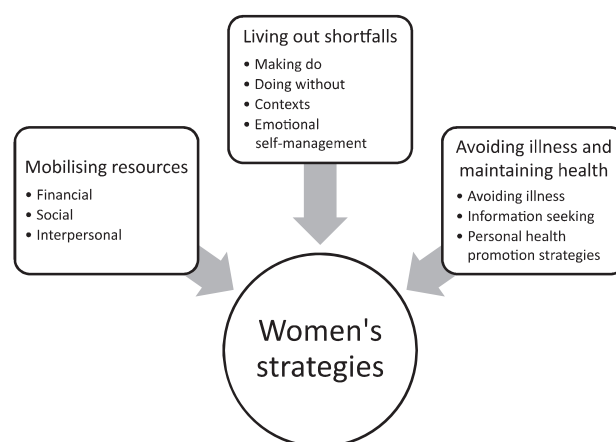 Living out shortfalls
• Making do
• Doing without
• Contexts
• Emotional
self-management
Mobilising resources
• Financial
• Social
• Interpersonal
Avoiding illness and
maintaining health
• Avoiding illness
• Information seeking
• Personal health
promotion strategies
Women's
strategies